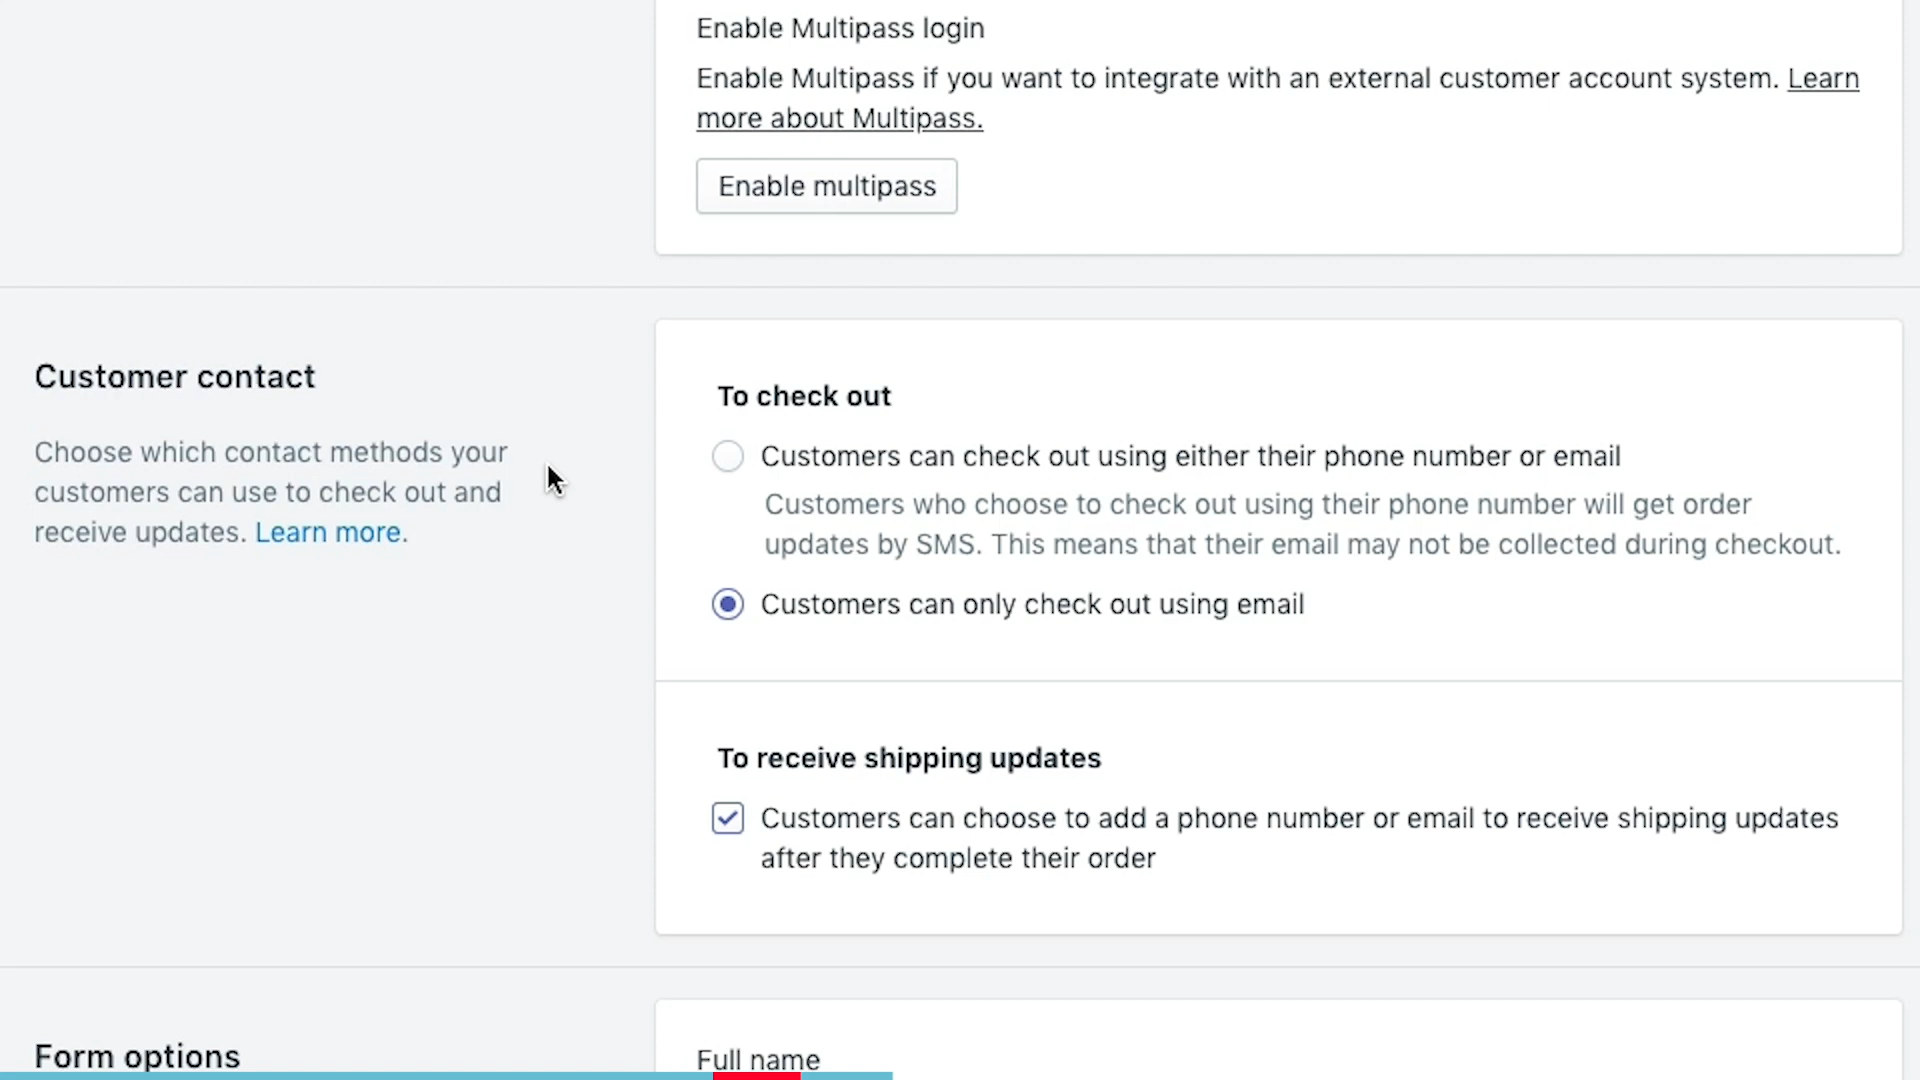 Enable Multipass login
Enable Multipass if you want to integrate with an external customer account system. Learn
more about Multipass.
Enable multipass
Customer contact
Choose which contact methods your
customers can use to check out and
receive updates. Learn more.
To check out
Customers can check out using either their phone number or email
Customers who choose to check out using their phone number will get order
updates by SMS. This means that their email may not be collected during checkout.
Customers can only check out using email
To receive shipping updates
Customers can choose to add a phone number or email to receive shipping updates
after they complete their order
Form options
Full name